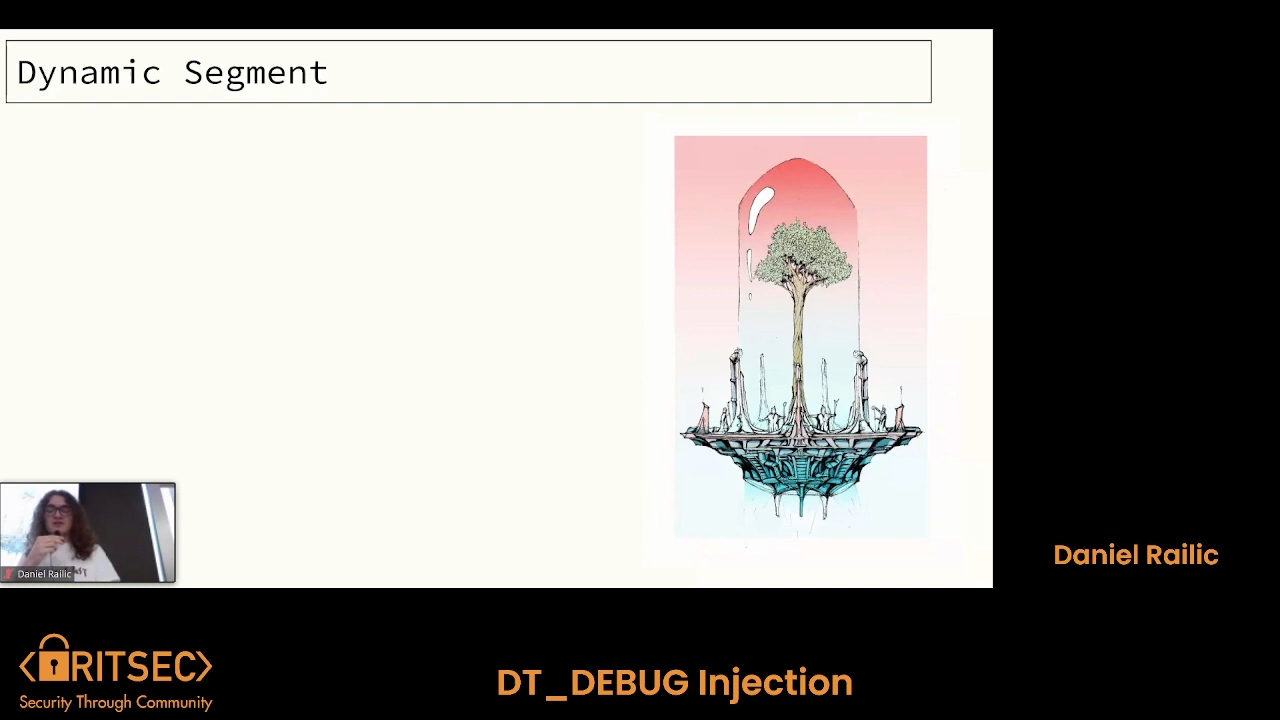 Dynamic Segment
Daniel Railic
Daniel Railic
RITSEC
Security Through Community
DT_DEBUG Injection